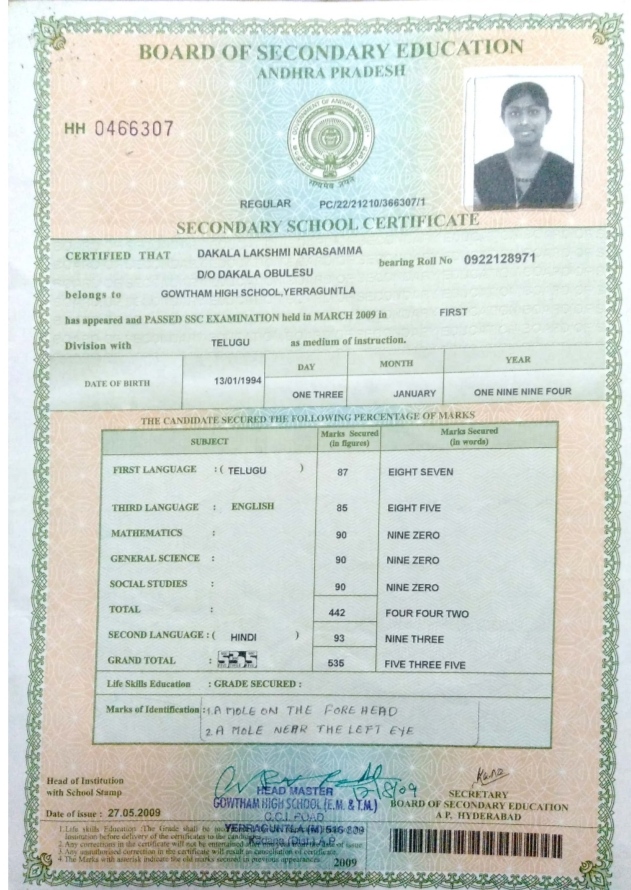 BOARD OF SECONDARY EDUCATION
ANDHRA PRADESH
HH 0466307
REGULAR PC/22/21210/366307/1
SECONDARY SCHOOL CERTIFICATE
CERTIFIED THAT DAKALA LAKSHMI NARASAMMA
D/O DAKALA OBULESU bearing Roll No 0922128971
belongs to GOWTHAM HIGH SCHOOL,YERRAGUNTLA
has appeared and PASSED SSC EXAMINATION held in MARCH 2009 in FIRST
Division with TELUGU as medium of instruction.
DATE OF BIRTH 13/01/1994 DAY MONTH YEAR
ONE THREE JANUARY ONE NINE NINE FOUR
THE CANDIDATE SECURED THE FOLLOWING PERCENTAGE OF MARKS
SUBJECT Marks Secured (in figures) Marks Secured (in words)
FIRST LANGUAGE :( TELUGU ) 87 EIGHT SEVEN
THIRD LANGUAGE : ENGLISH 85 EIGHT FIVE
MATHEMATICS : 90 NINE ZERO
GENERAL SCIENCE : 90 NINE ZERO
SOCIAL STUDIES : 90 NINE ZERO
TOTAL : 442 FOUR FOUR TWO
SECOND LANGUAGE :( HINDI ) 93 NINE THREE
GRAND TOTAL : 535 FIVE THREE FIVE
Life Skills Education : GRADE SECURED :
Marks of Identification :1 A MOLE ON THE FORE HEAD
2 A MOLE NEAR THE LEFT EYE
Head of Institution
with School Stamp
HEAD MASTER
GOWTHAM HIGH SCHOOL (E.M. & T.M.)
C.C.I. ROAD
YERRAGUNTLA (M) 516 309
SECRETARY
BOARD OF SECONDARY EDUCATION
A P. HYDERABAD
Date of issue : 27.05.2009
1.Life skills Education :The Grade shall be
before delivery of the certificates to the
2.Any corrections in the certificate will not be entertained
3.Any unauthorised correction in the certificate will result in cancellation of certificate.
4.The Marks with asterisk indicate the old marks secured in previous appearances.
2009